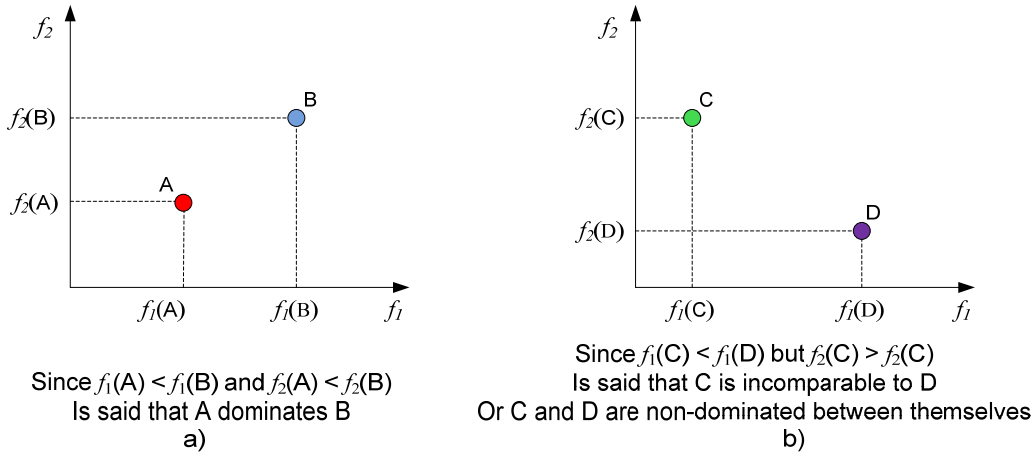 f2
B
f2(B)
A
f2(A)
f1(A)
f1(B)
f1
Since f1(A) < f1(B) and f2(A) < f2(B)
Is said that A dominates B
a)
f2
C
f2(C)
D
f2(D)
f1(C)
f1(D)
f1
Since f1(C) < f1(D) but f2(C) > f2(C)
Is said that C is incomparable to D
Or C and D are non-dominated between themselves
b)